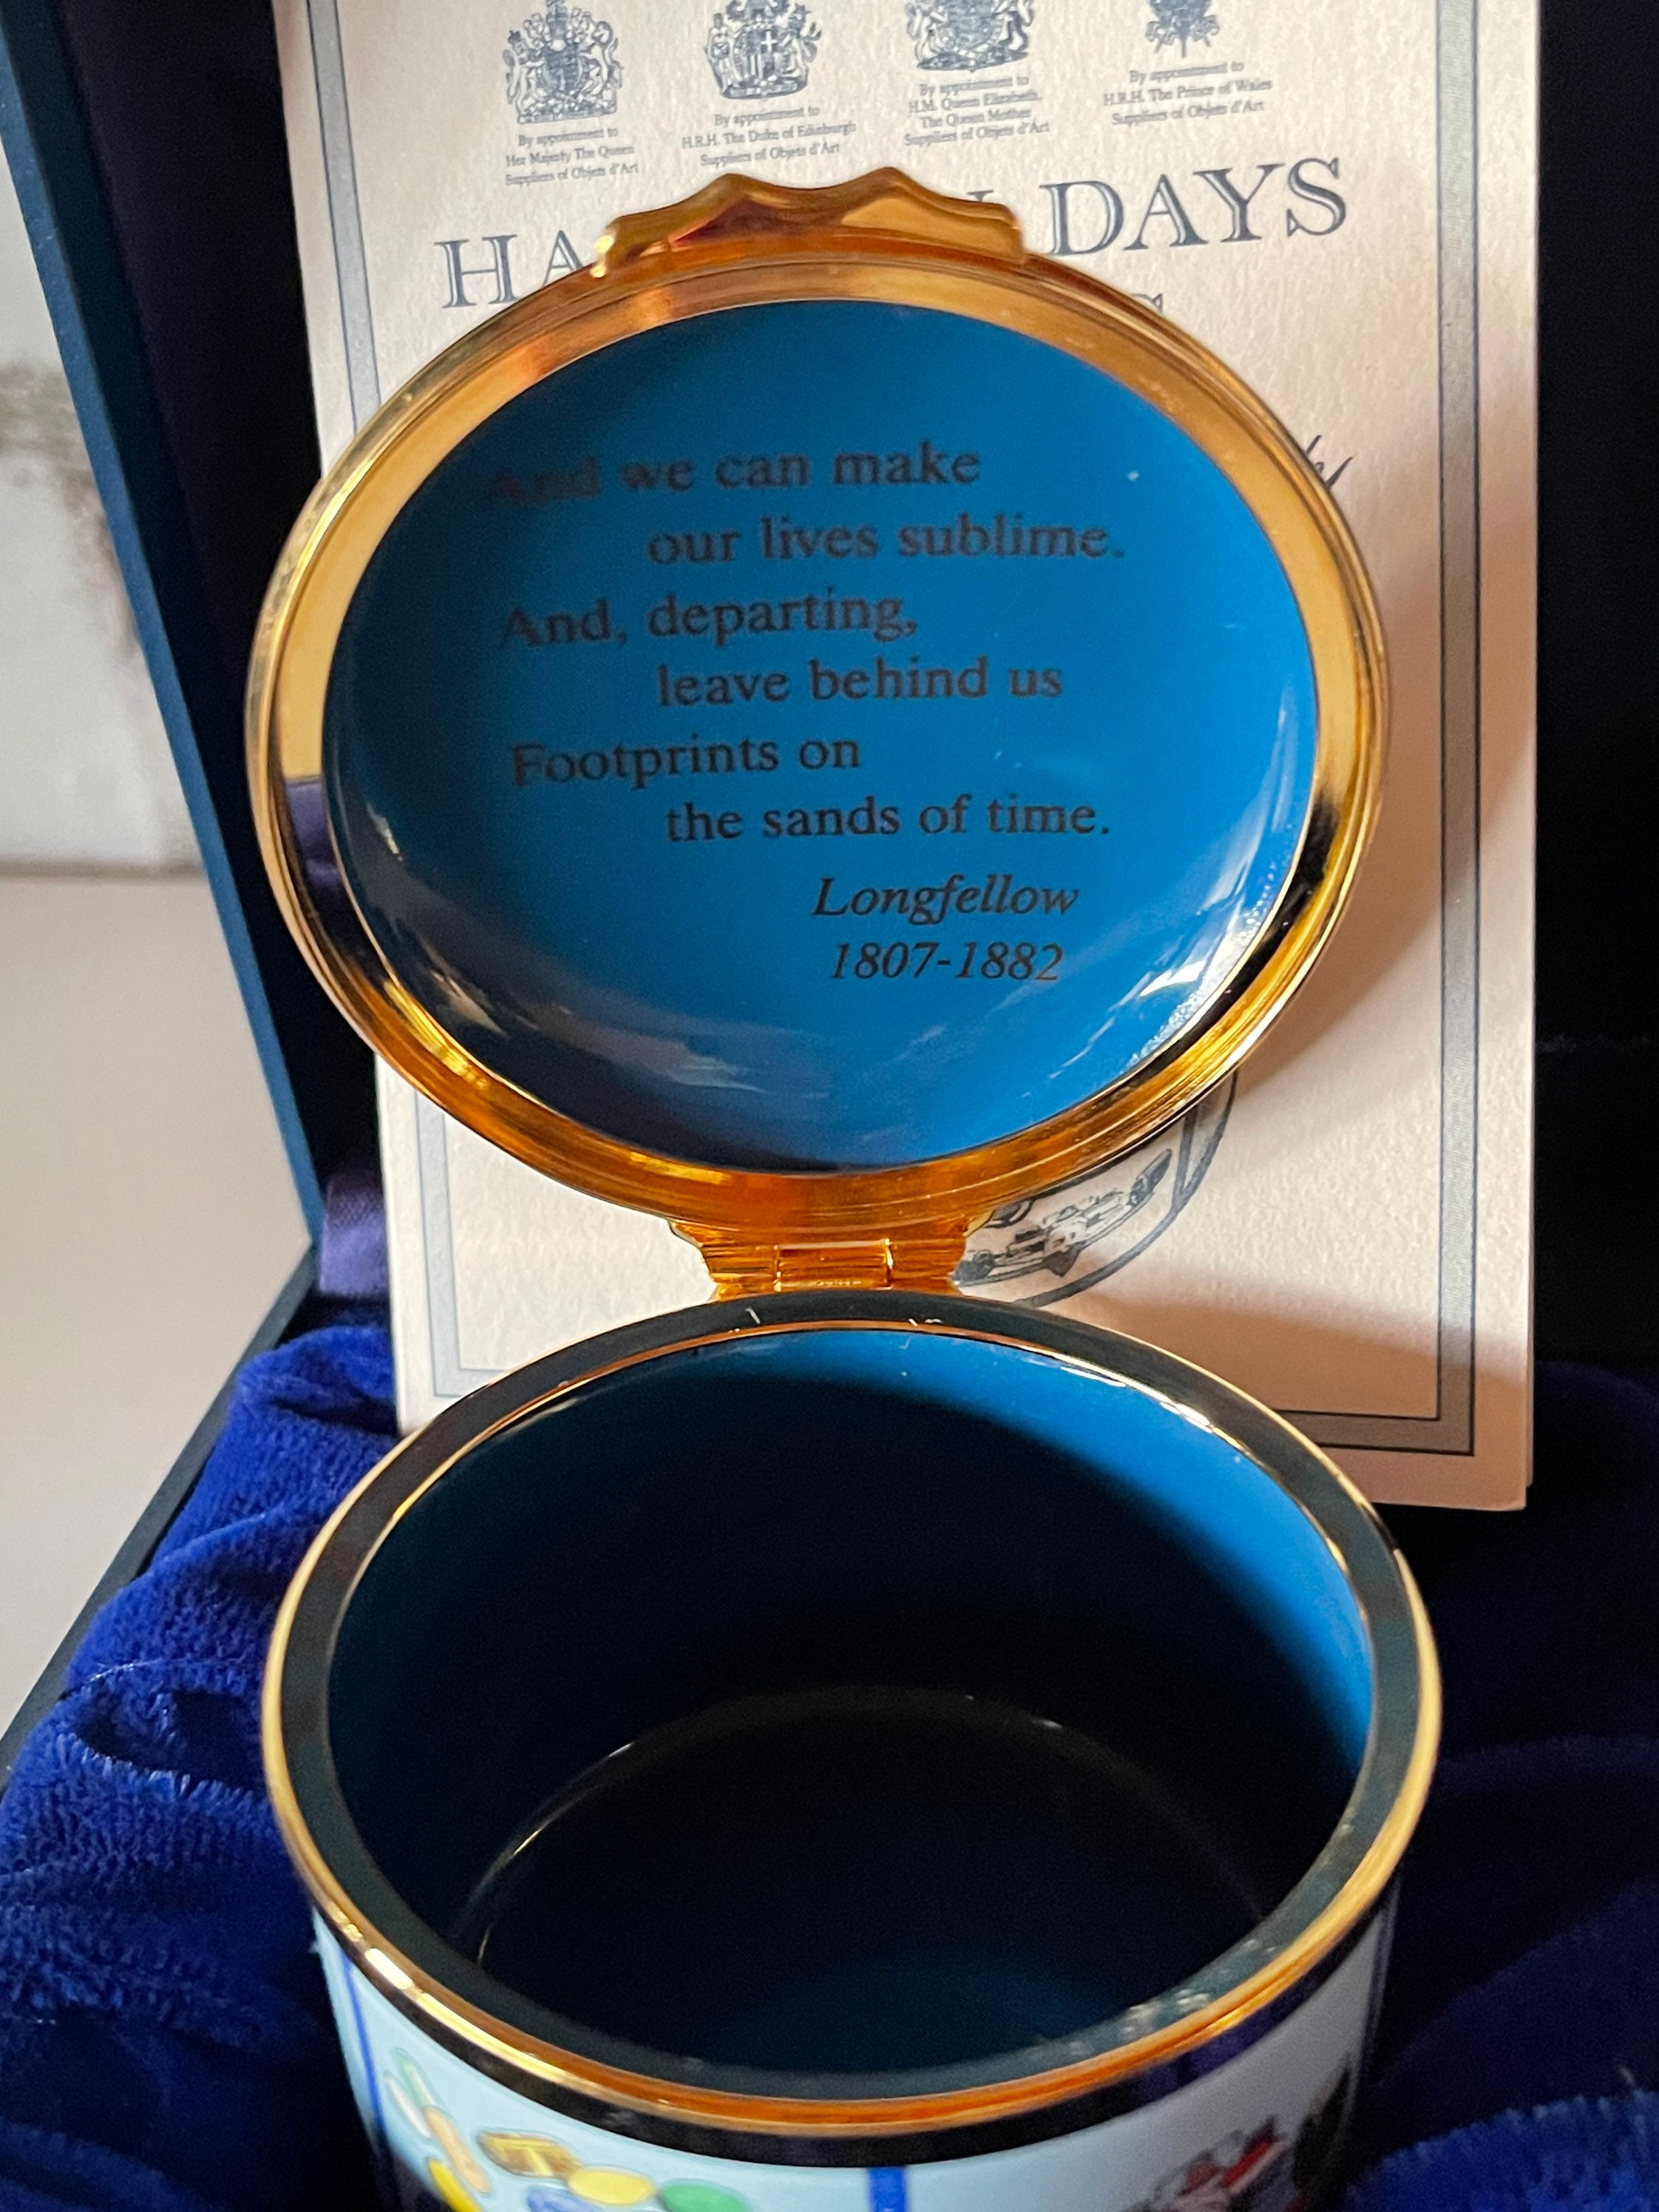 By appointment to
Her Majesty The Queen
Suppliers of Objets d'Art
By appointment to
H.R.H. The Duke of Edinburgh
Suppliers of Objets d'Art
By appointment to
H.M. Queen Elizabeth,
The Queen Mother
Suppliers of Objets d'Art
By appointment to
H.R.H. The Prince of Wales
Suppliers of Objets d'Art
HA DAYS
And we can make
our lives sublime.
And, departing,
leave behind us
Footprints on
the sands of time.
Longfellow
1807-1882